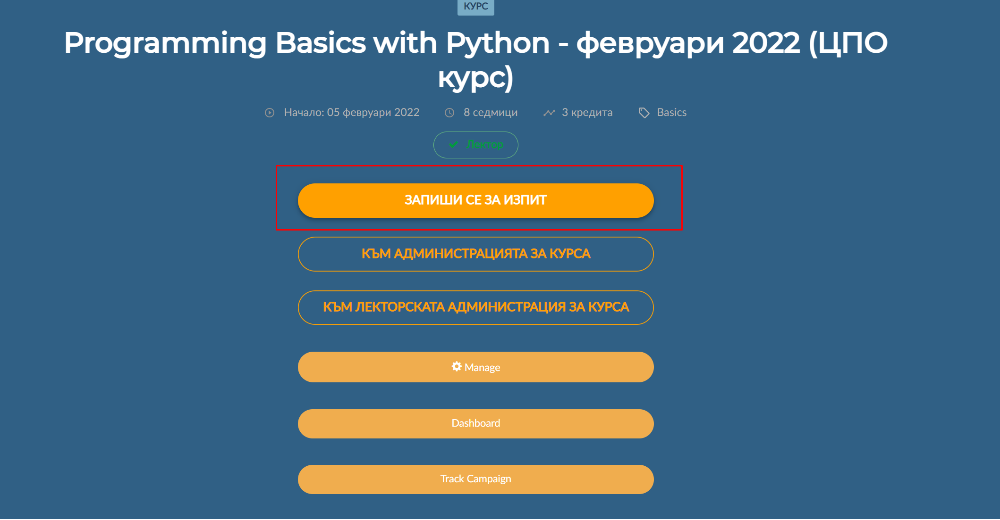 КУРС
Programming Basics with Python - февруари 2022 (ЦПО
курс)
Начало: 05 февруари 2022 8 седмици 3 кредита Basics
Лектор
ЗАПИШИ СЕ ЗА ИЗПИТ
КЪМ АДМИНИСТРАЦИЯТА ЗА КУРСА
КЪМ ЛЕКТОРСКАТА АДМИНИСТРАЦИЯ ЗА КУРСА
Manage
Dashboard
Track Campaign